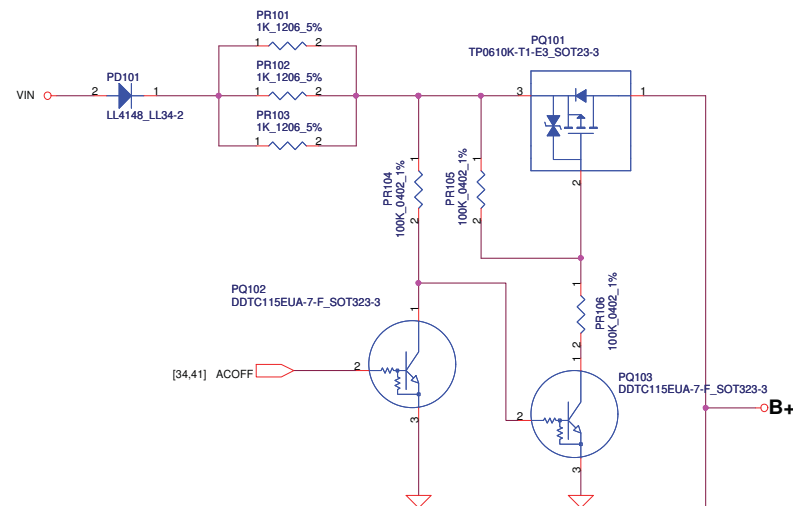 PR101
1K_1206_5%
1 2
PR102
1K_1206_5%
1 2
PR103
1K_1206_5%
1 2
VIN
PD101
2 1
LL4148_LL34-2
PQ101
TP0610K-T1-E3_SOT23-3
3
1
2
PR104
100K_0402_1%
1
2
PR105
100K_0402_1%
1
2
PQ102
DDTC115EUA-7-F_SOT323-3
1
2
3
[34,41] ACOFF
PR106
100K_0402_1%
1
2
PQ103
DDTC115EUA-7-F_SOT323-3
1
2
3
B+